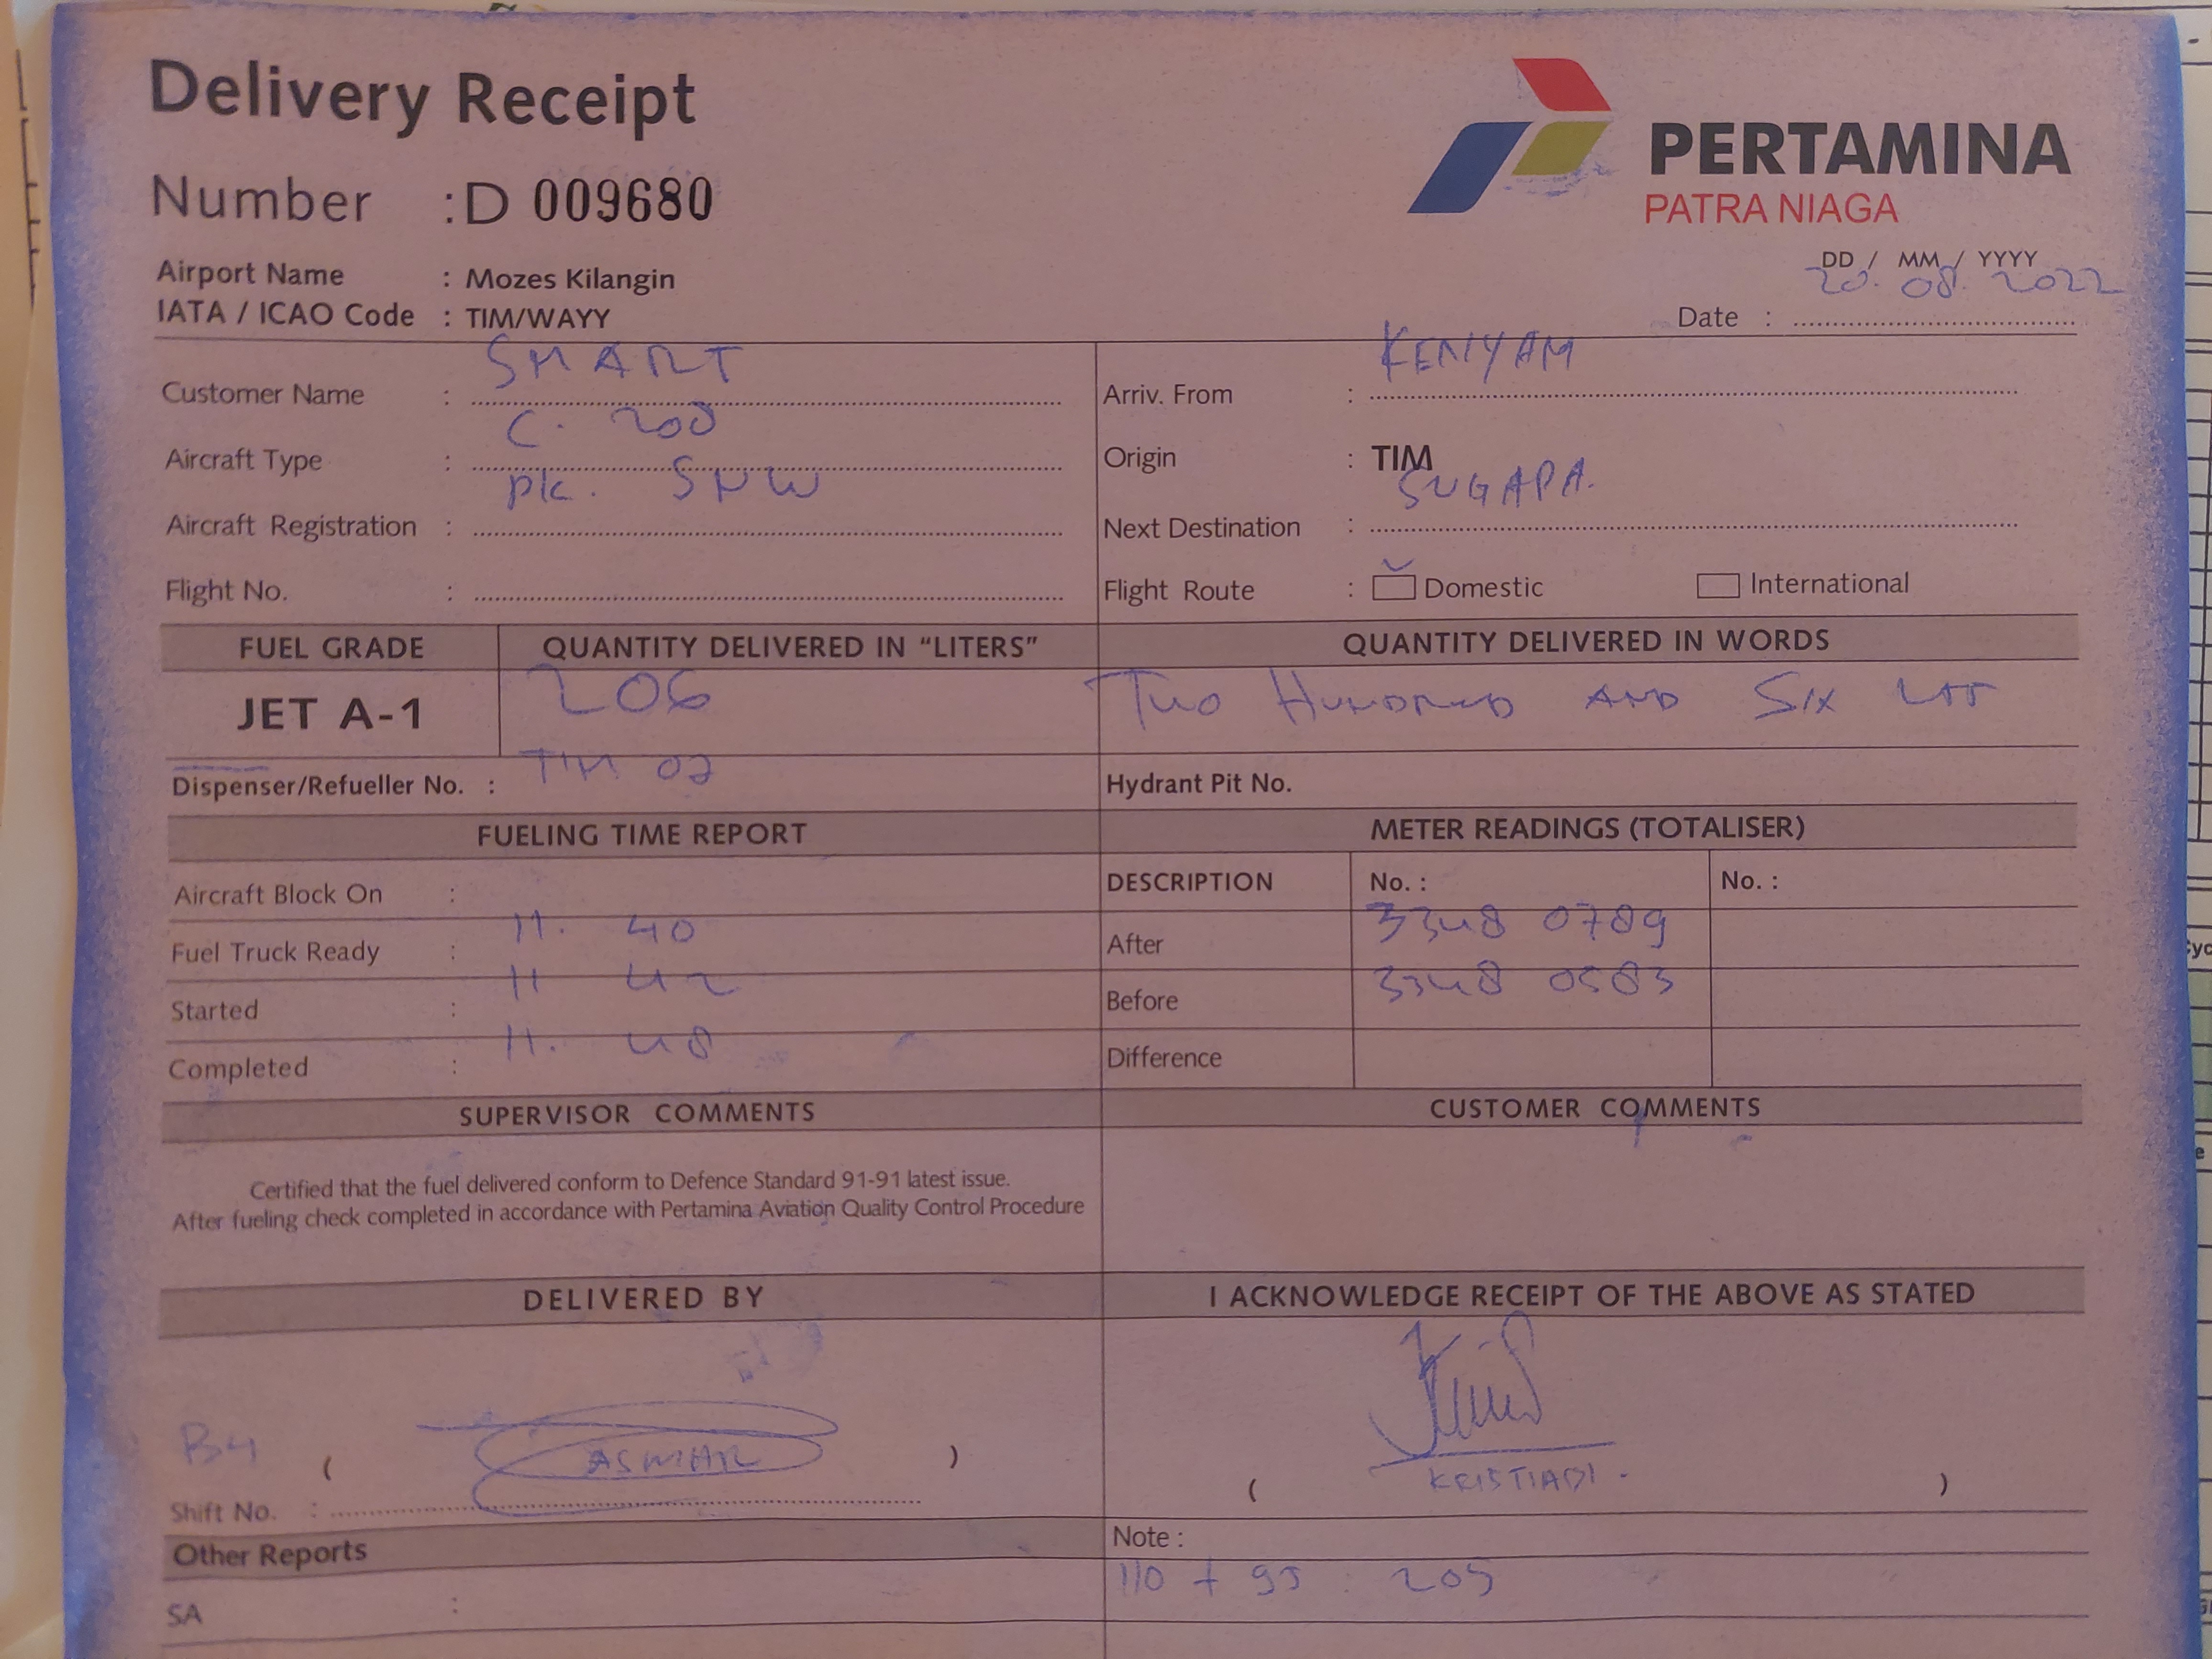 Delivery Receipt
PERTAMINA
PATRA NIAGA
Number : D 009680
Airport Name : Mozes Kilangin
IATA / ICAO Code : TIM/WAYY
DD / MM / YYYY
Date : 20. 08. 2022
Customer Name : SMART
Arriv. From : KENYAM
Aircraft Type : C. 208
Origin : TIM
Aircraft Registration : PK. SNW
Next Destination : SUGAPA.
Flight No. :
Flight Route : Domestic International
FUEL GRADE QUANTITY DELIVERED IN "LITERS" QUANTITY DELIVERED IN WORDS
JET A-1 206 Two HUNDRED AND SIX
Dispenser/Refueller No. : TIM 02
Hydrant Pit No.
FUELING TIME REPORT METER READINGS (TOTALISER)
Aircraft Block On :
DESCRIPTION No. : No. :
Fuel Truck Ready : 11. 40
After 3348 0789
Started : 11 42
Before 3348 0583
Completed : 11. 48
Difference
SUPERVISOR COMMENTS CUSTOMER COMMENTS
Certified that the fuel delivered conform to Defence Standard 91-91 latest issue.
After fueling check completed in accordance with Pertamina Aviation Quality Control Procedure
DELIVERED BY I ACKNOWLEDGE RECEIPT OF THE ABOVE AS STATED
( ASMIAR )
( KRISTIADI. )
Shift No. :
Other Reports
Note :
110 + 95 : 205
SA :